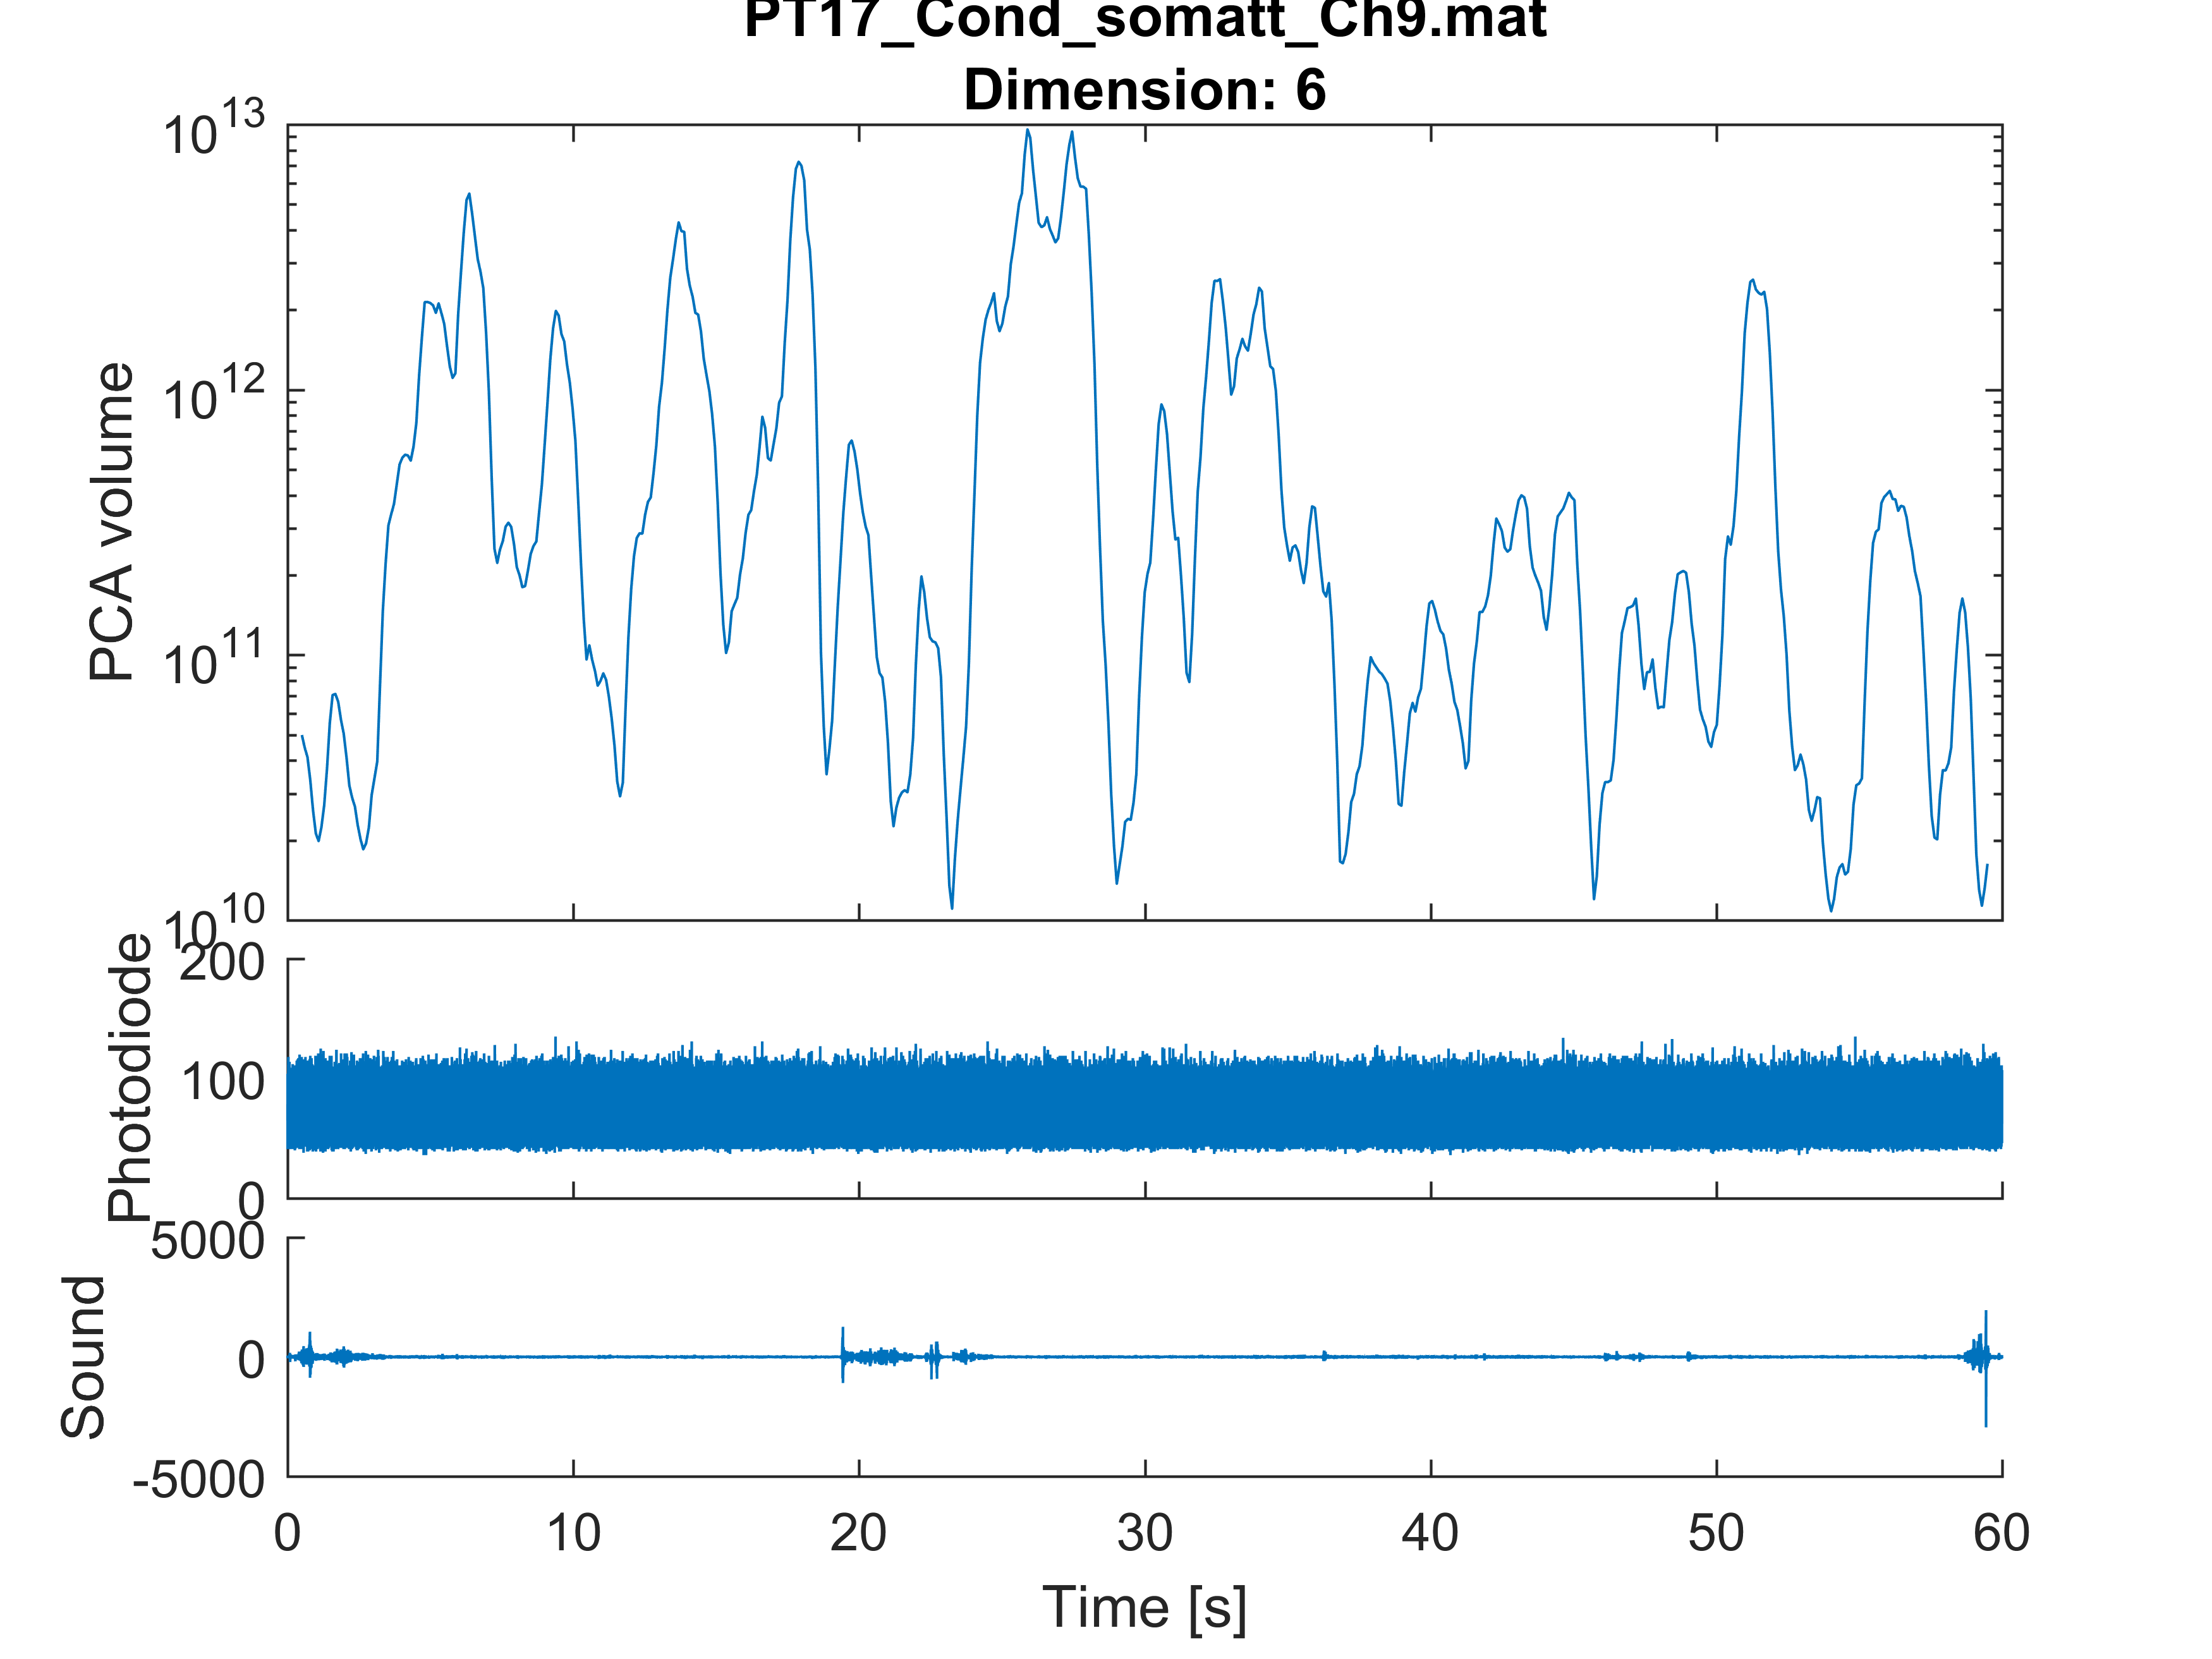 PT17_Cond_somatt_Ch9.mat
Dimension: 6
10^13
10^12
10^11
10^10
PCA volume
200
100
0
Photodiode
5000
0
-5000
Sound
0 10 20 30 40 50 60
Time [s]